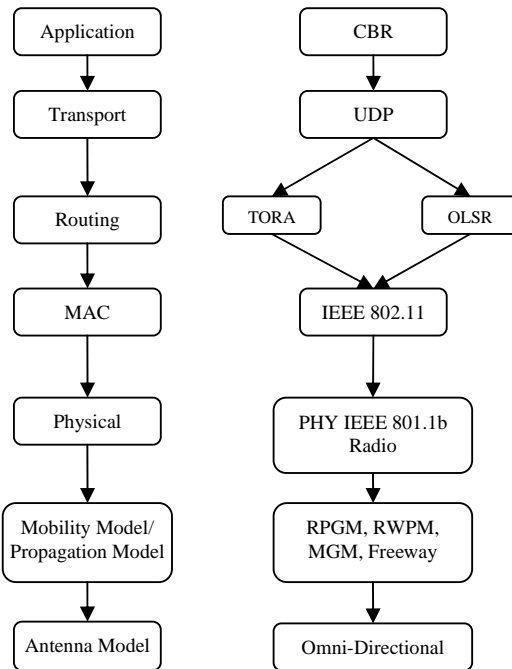 Application
CBR
Transport
UDP
Routing
TORA
OLSR
MAC
IEEE 802.11
Physical
PHY IEEE 801.1b
Radio
Mobility Model/
Propagation Model
RPGM, RWPM,
MGM, Freeway
Antenna Model
Omni-Directional